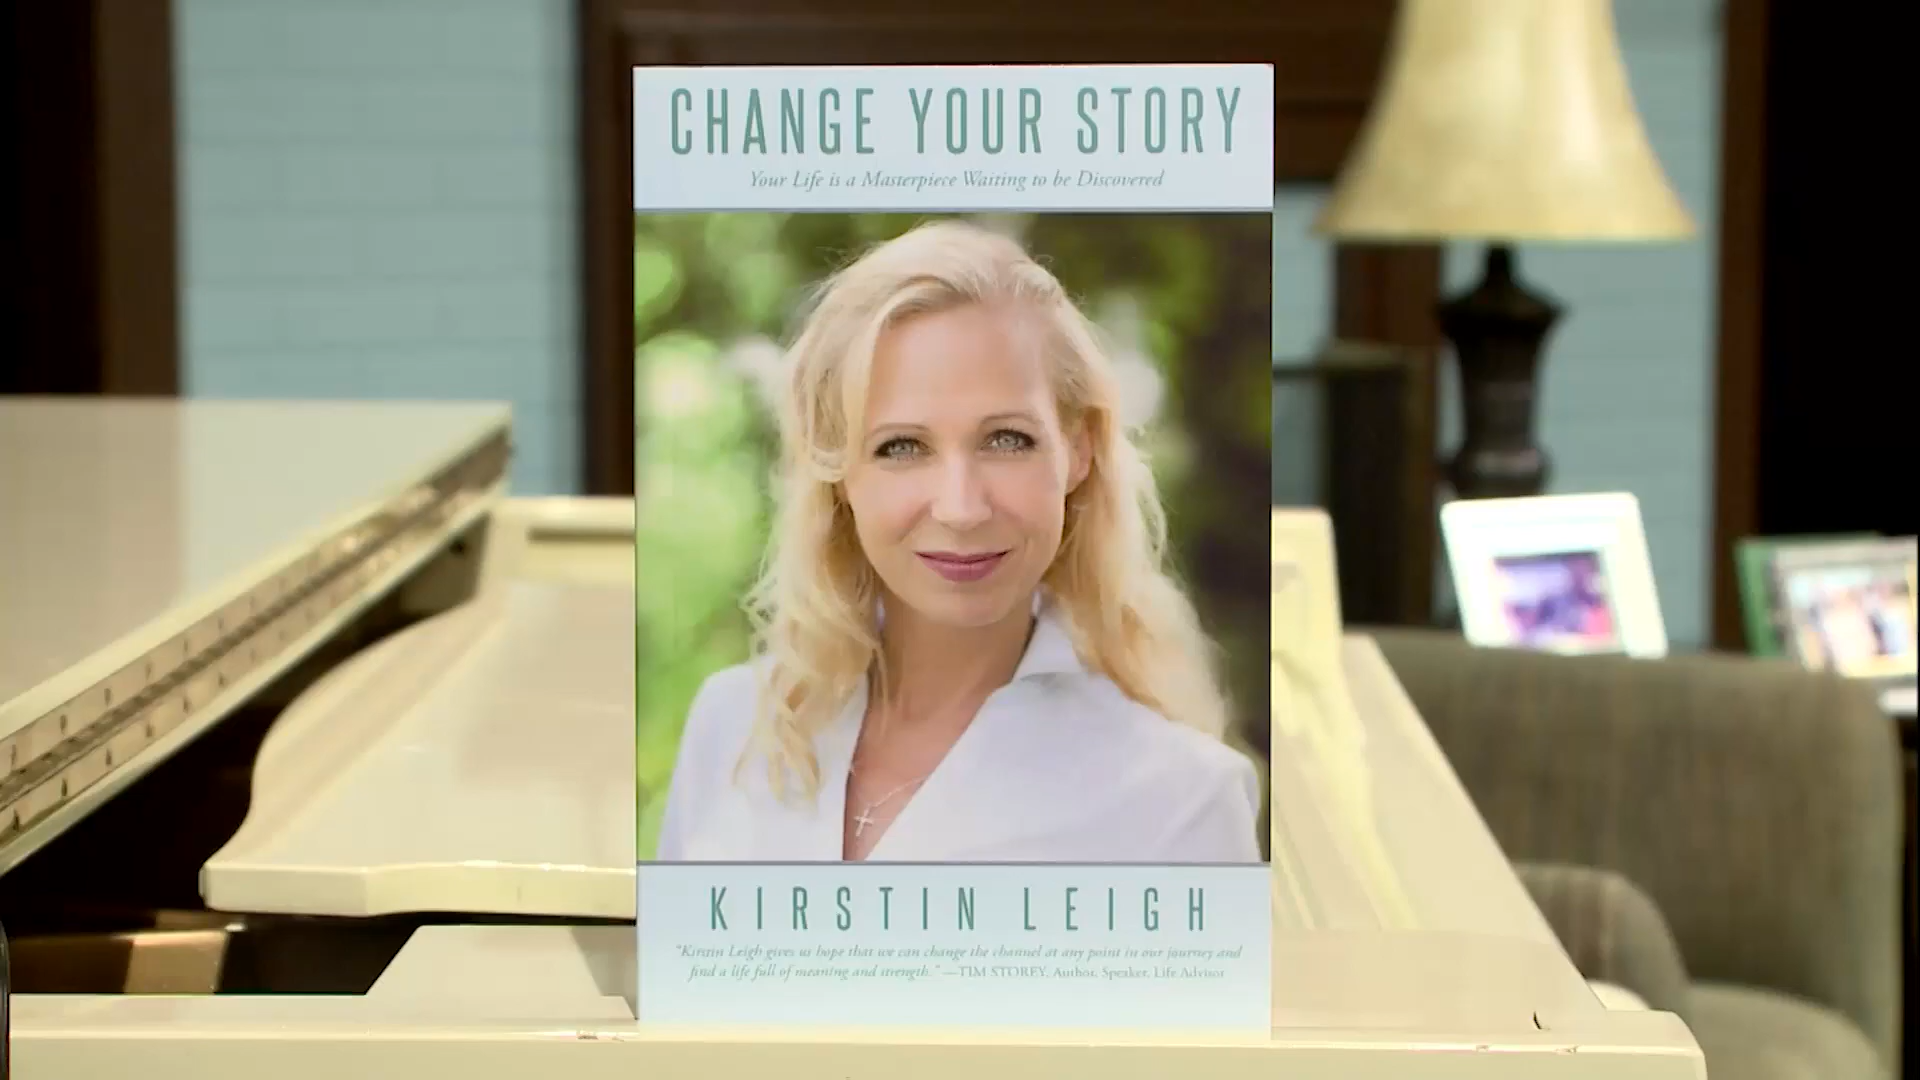 CHANGE YOUR STORY
Your Life is a Masterpiece Waiting to be Discovered
KIRSTIN LEIGH
"Kirstin Leigh gives us hope that we can change the channel at any point in our journey and
find a life full of meaning and strength." —TIM STOREY, Author, Speaker, Life Advisor